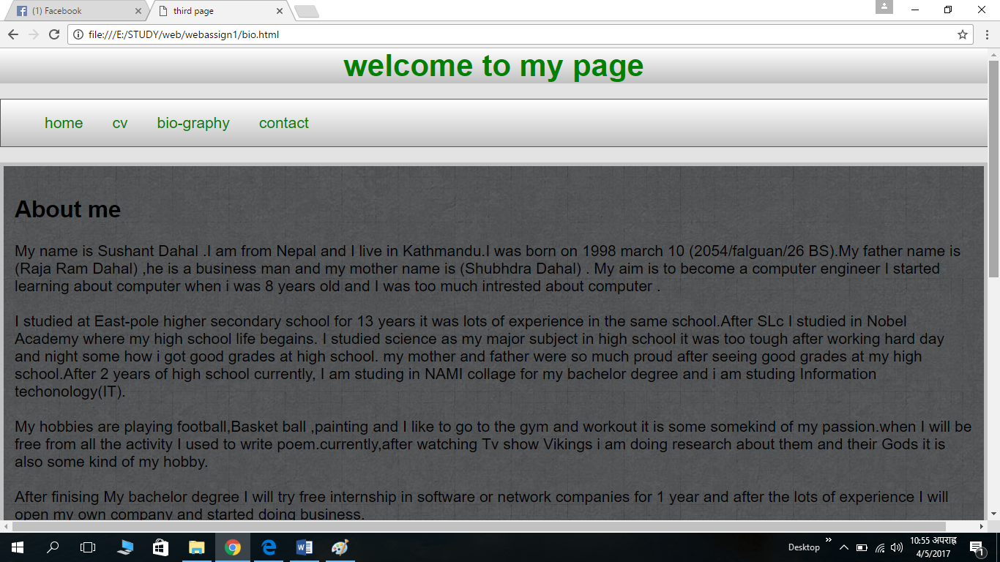 (1) Facebook
third page
file:///E:/STUDY/web/webassign1/bio.html
welcome to my page
home cv bio-graphy contact
About me
My name is Sushant Dahal .I am from Nepal and I live in Kathmandu.I was born on 1998 march 10 (2054/falguan/26 BS).My father name is
(Raja Ram Dahal) ,he is a business man and my mother name is (Shubhdra Dahal) . My aim is to become a computer engineer I started
learning about computer when i was 8 years old and I was too much intrested about computer .
I studied at East-pole higher secondary school for 13 years it was lots of experience in the same school.After SLc I studied in Nobel
Academy where my high school life begains. I studied science as my major subject in high school it was too tough after working hard day
and night some how i got good grades at high school. my mother and father were so much proud after seeing good grades at my high
school.After 2 years of high school currently, I am studing in NAMI collage for my bachelor degree and i am studing Information
techonology(IT).
My hobbies are playing football,Basket ball ,painting and I like to go to the gym and workout it is some somekind of my passion.when I will be
free from all the activity I used to write poem.currently,after watching Tv show Vikings i am doing research about them and their Gods it is
also some kind of my hobby.
After finising My bachelor degree I will try free internship in software or network companies for 1 year and after the lots of experience I will
open my own company and started doing business.
Desktop
10:55 अपराह्न
4/5/2017
1